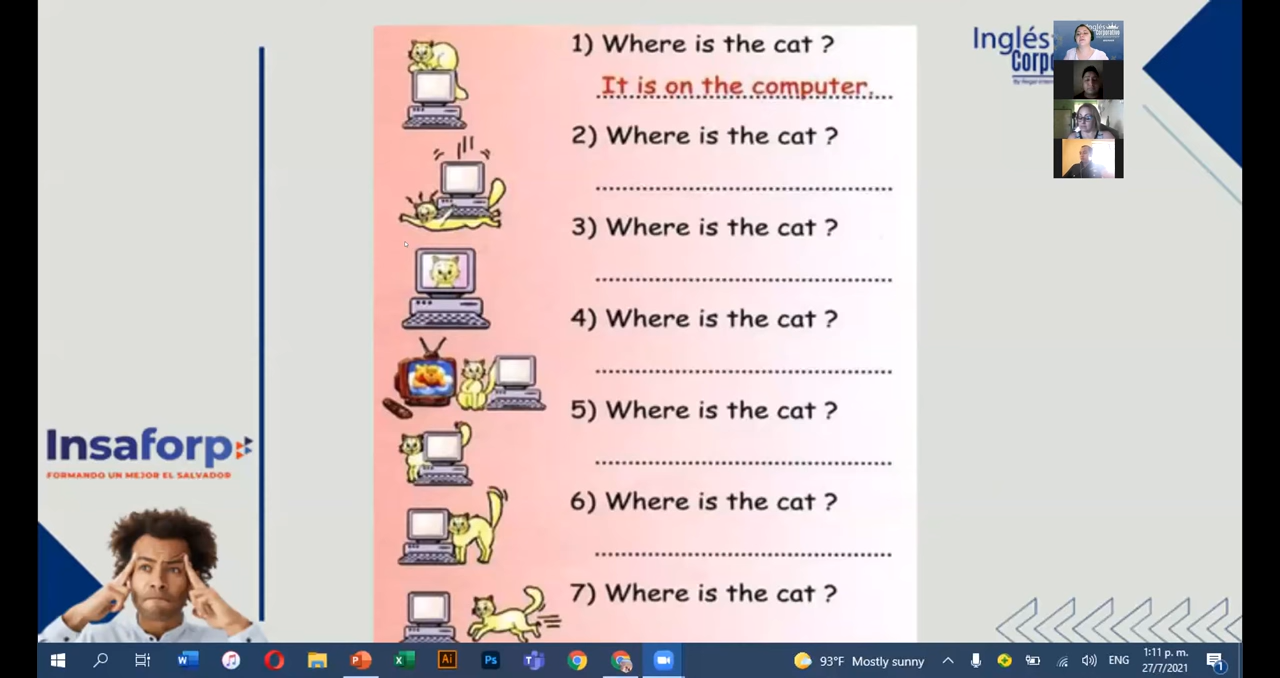 1) Where is the cat ?
It is on the computer.
2) Where is the cat ?
3) Where is the cat ?
4) Where is the cat ?
5) Where is the cat ?
6) Where is the cat ?
7) Where is the cat ?
Inglés
Corp
Insaforp
FORMANDO UN MEJOR EL SALVADOR
93°F Mostly sunny
ENG
1:11 p. m.
27/7/2021